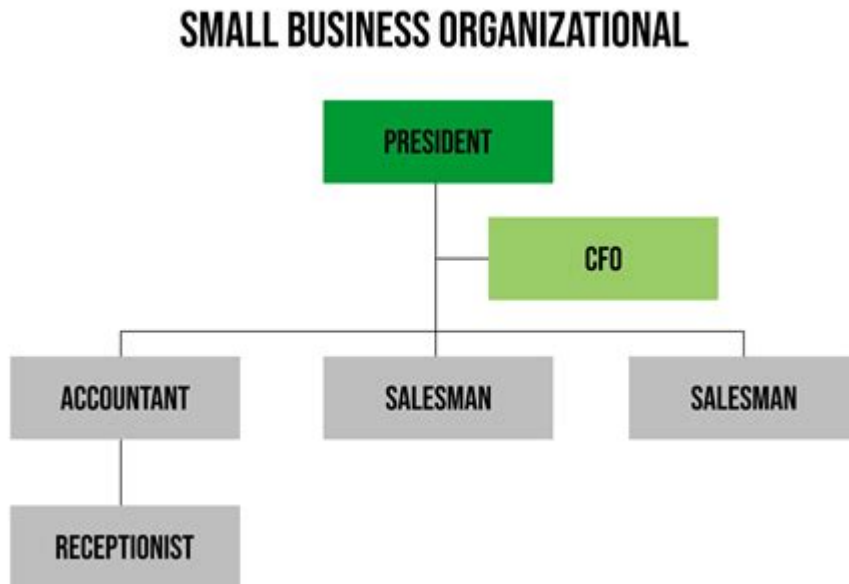 SMALL BUSINESS ORGANIZATIONAL
PRESIDENT
CFO
ACCOUNTANT
SALESMAN
SALESMAN
RECEPTIONIST